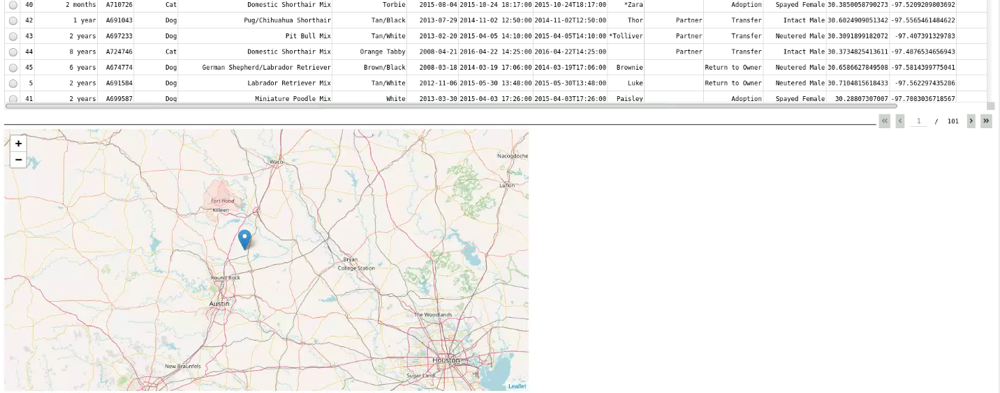 40 2 months A710726 Cat Domestic Shorthair Mix Torbie 2015-08-04 2015-10-24 18:17:00 2015-10-24T18:17:00 *Zara Adoption Spayed Female 30.3850058790273 -97.5209209803692
42 1 year A691043 Dog Pug/Chihuahua Shorthair Tan/Black 2013-07-29 2014-11-02 12:50:00 2014-11-02T12:50:00 Thor Partner Transfer Intact Male 30.6024909051342 -97.5565461484622
43 2 years A697233 Dog Pit Bull Mix Tan/White 2013-02-20 2015-04-05 14:10:00 2015-04-05T14:10:00 *Tolliver Partner Transfer Neutered Male 30.3091899182072 -97.407391329783
44 8 years A724746 Cat Domestic Shorthair Mix Orange Tabby 2008-04-21 2016-04-22 14:25:00 2016-04-22T14:25:00 Partner Transfer Intact Male 30.3734825413611 -97.4876534656943
45 6 years A674774 Dog German Shepherd/Labrador Retriever Brown/Black 2008-03-18 2014-03-19 17:06:00 2014-03-19T17:06:00 Brownie Return to Owner Neutered Male 30.6586627849508 -97.5814399775041
5 2 years A691584 Dog Labrador Retriever Mix Tan/White 2012-11-06 2015-05-30 13:48:00 2015-05-30T13:48:00 Luke Return to Owner Neutered Male 30.7104815618433 -97.562297435286
41 2 years A699587 Dog Miniature Poodle Mix White 2013-03-30 2015-04-03 17:26:00 2015-04-03T17:26:00 Paisley Adoption Spayed Female 30.28807307007 -97.7083036718567
« ‹ 1 / 101 › »
+
−
Waco
Nacogdoche
Lufkin
Fort Hood
Killeen
Bryan
College Station
Round Rock
Austin
The Woodlands
New Braunfels
Houston
Sugar Land
Leaflet